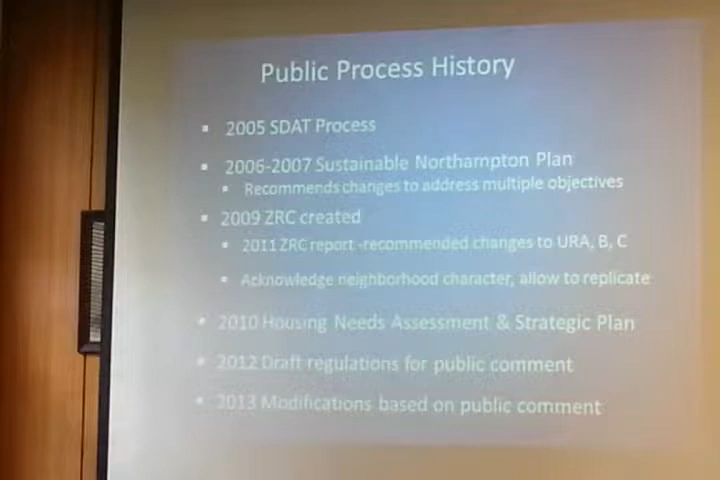 Public Process History
2005 SDAT Process
2006-2007 Sustainable Northampton Plan
Recommends changes to address multiple objectives
2009 ZRC created
2011 ZRC report -recommended changes to URA, B, C
Acknowledge neighborhood character, allow to replicate
2010 Housing Needs Assessment & Strategic Plan
2012 Draft regulations for public comment
2013 Modifications based on public comment